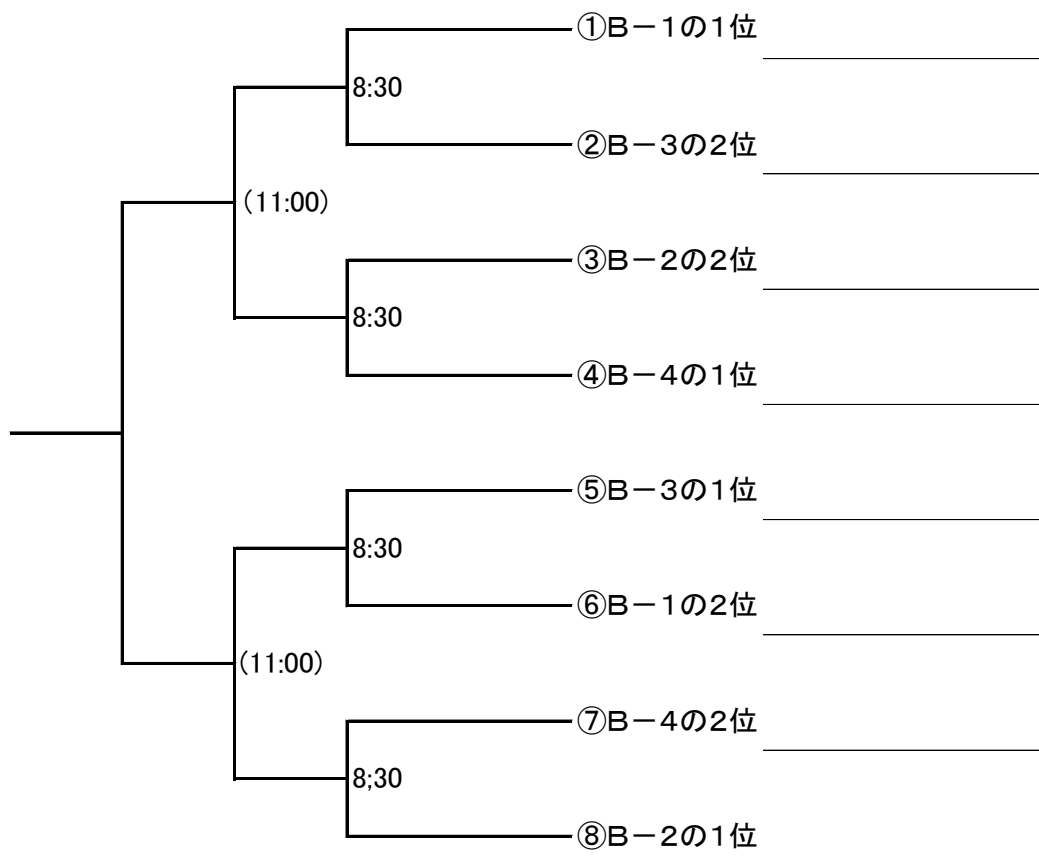 ①B－1の1位
8:30
②B－3の2位
（11:00）
③B－2の2位
8:30
④B－4の1位
⑤B－3の1位
8:30
⑥B－1の2位
(11:00)
⑦B－4の2位
8;30
⑧B－2の1位